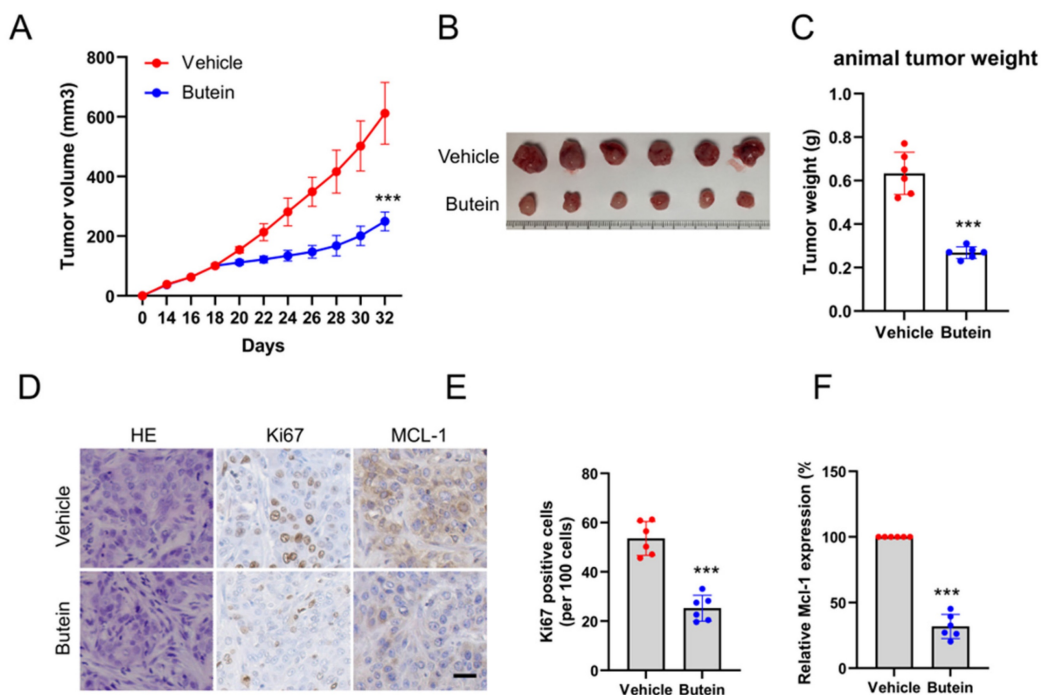 A
Tumor volume (mm3)
800
600
400
200
0
Vehicle
Butein
***
0 14 16 18 20 22 24 26 28 30 32
Days
B
Vehicle
Butein
C
animal tumor weight
Tumor weight (g)
1.0
0.8
0.6
0.4
0.2
0.0
***
Vehicle Butein
D
HE Ki67 MCL-1
Vehicle
Butein
E
Ki67 positive cells
(per 100 cells)
80
60
40
20
0
***
Vehicle Butein
F
Relative Mcl-1 expression (%
150
100
50
0
***
Vehicle Butein